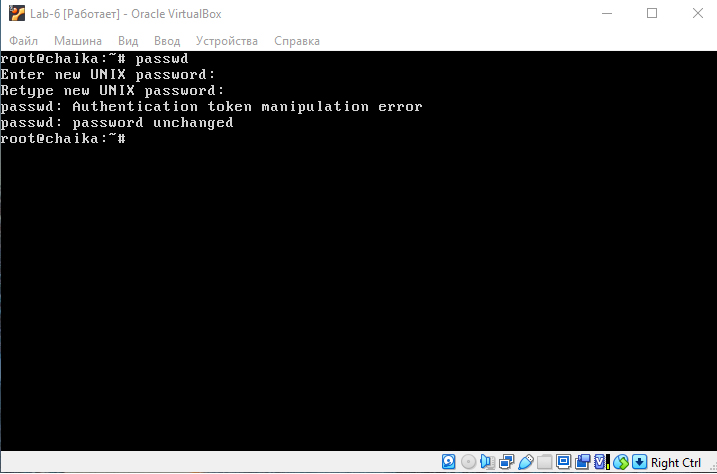 Lab-6 [Работает] - Oracle VirtualBox
Файл Машина Вид Ввод Устройства Справка
root@chaika:~# passwd
Enter new UNIX password:
Retype new UNIX password:
passwd: Authentication token manipulation error
passwd: password unchanged
root@chaika:~#
Right Ctrl